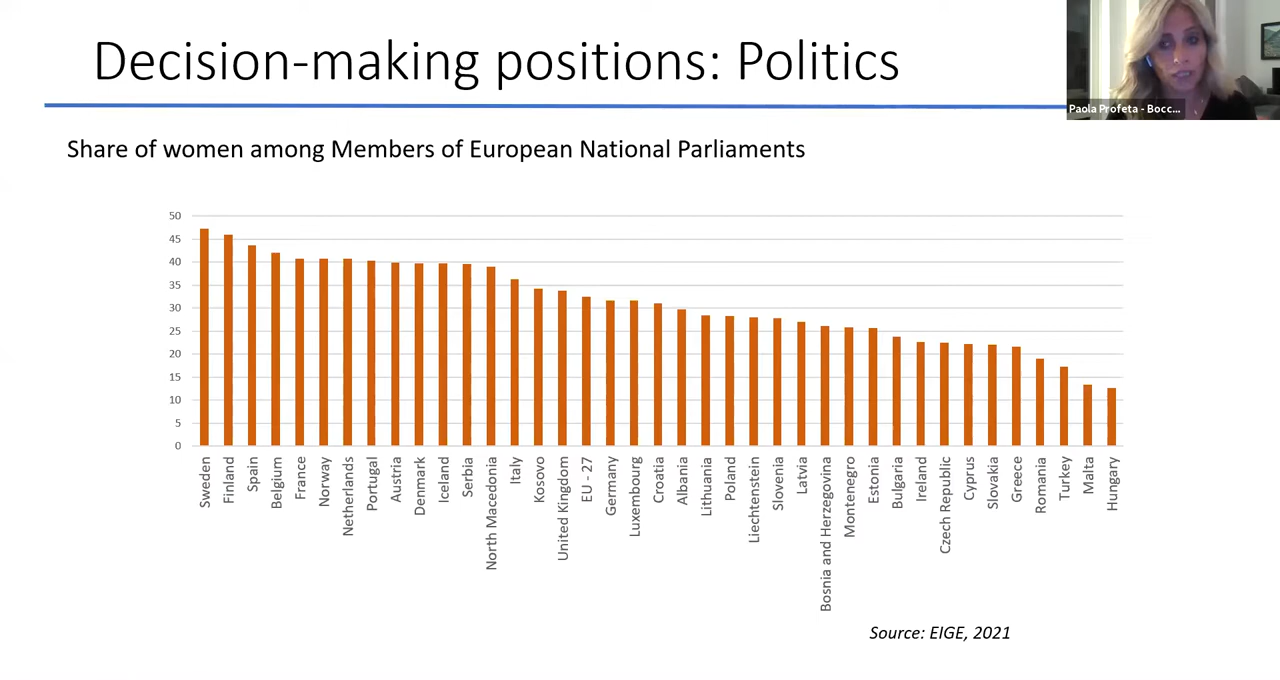 Decision-making positions: Politics
Paola Profeta - Bocc...
Share of women among Members of European National Parliaments
50
45
40
35
30
25
20
15
10
5
0
Sweden
Finland
Spain
Belgium
France
Norway
Netherlands
Portugal
Austria
Denmark
Iceland
Serbia
North Macedonia
Italy
Kosovo
United Kingdom
EU - 27
Germany
Luxembourg
Croatia
Albania
Lithuania
Poland
Liechtenstein
Slovenia
Latvia
Bosnia and Herzegovina
Montenegro
Estonia
Bulgaria
Ireland
Czech Republic
Cyprus
Slovakia
Greece
Romania
Turkey
Malta
Hungary
Source: EIGE, 2021